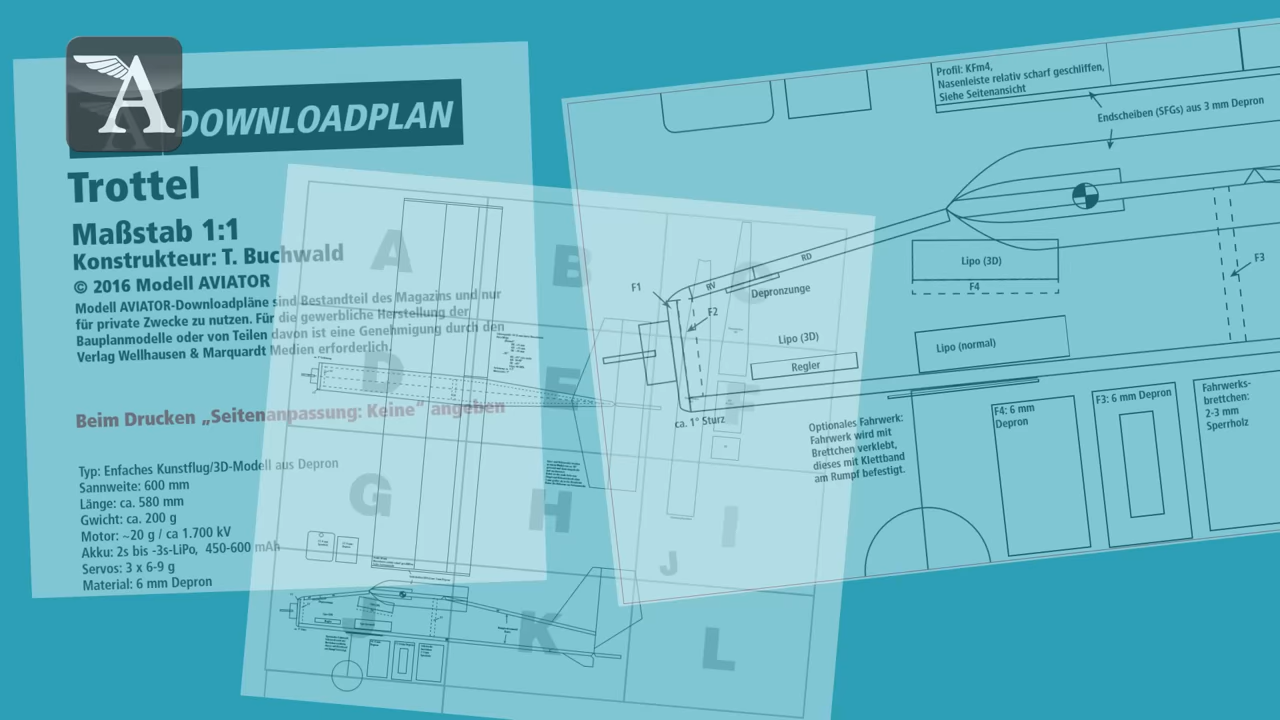 A
DOWNLOADPLAN
Trottel
Maßstab 1:1
Konstrukteur: T. Buchwald
© 2016 Modell AVIATOR
Modell AVIATOR-Downloadpläne sind Bestandteil des Magazins und nur
für private Zwecke zu nutzen. Für die gewerbliche Herstellung der
Bauplanmodelle oder von Teilen davon ist eine Genehmigung durch den
Verlag Wellhausen & Marquardt Medien erforderlich.
Beim Drucken „Seitenanpassung: Keine“ angeben
Typ: Enfaches Kunstflug/3D-Modell aus Depron
Sannweite: 600 mm
Länge: ca. 580 mm
Gwicht: ca. 200 g
Motor: ~20 g / ca 1.700 kV
Akku: 2s bis -3s-LiPo, 450-600 mAh
Servos: 3 x 6-9 g
Material: 6 mm Depron
A
B
C
D
E
F
G
H
I
J
J
K
L
Profil: KFm4,
Nasenleiste relativ scharf geschliffen,
Siehe Seitenansicht
Endscheiben (SFGs) aus 3 mm Depron
RD
RV
Depronzunge
F1
F2
Lipo (3D)
Regler
ca. 1° Sturz
Lipo (3D)
F4
F3
Lipo (normal)
Optionales Fahrwerk:
Fahrwerk wird mit
Brettchen verklebt,
dieses mit Klettband
am Rumpf befestigt.
F4: 6 mm
Depron
F3: 6 mm Depron
Fahrwerks-
brettchen:
2-3 mm
Sperrholz